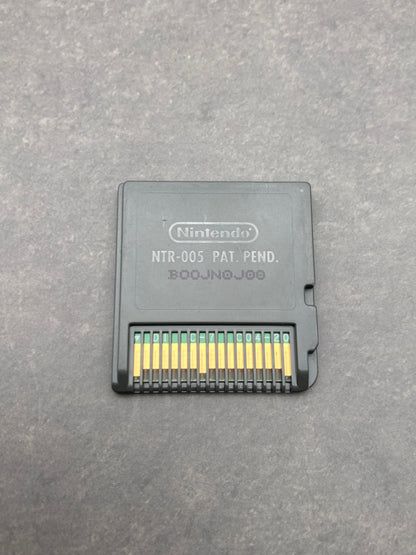 Nintendo
NTR-005 PAT. PEND.
B00JN0J00